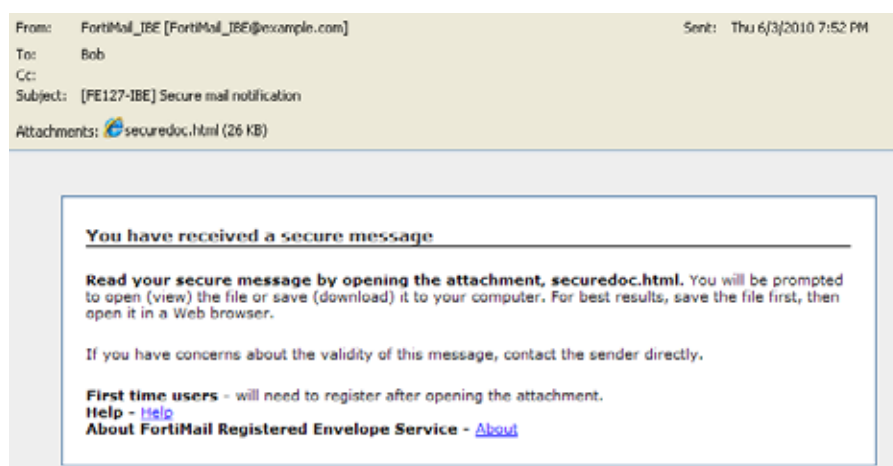 From: FortiMail_IBE [FortiMail_IBE@example.com] Sent: Thu 6/3/2010 7:52 PM
To: Bob
Cc:
Subject: [FE127-IBE] Secure mail notification
Attachments: securedoc.html (26 KB)
You have received a secure message
Read your secure message by opening the attachment, securedoc.html. You will be prompted
to open (view) the file or save (download) it to your computer. For best results, save the file first, then
open it in a Web browser.
If you have concerns about the validity of this message, contact the sender directly.
First time users - will need to register after opening the attachment.
Help - Help
About FortiMail Registered Envelope Service - About